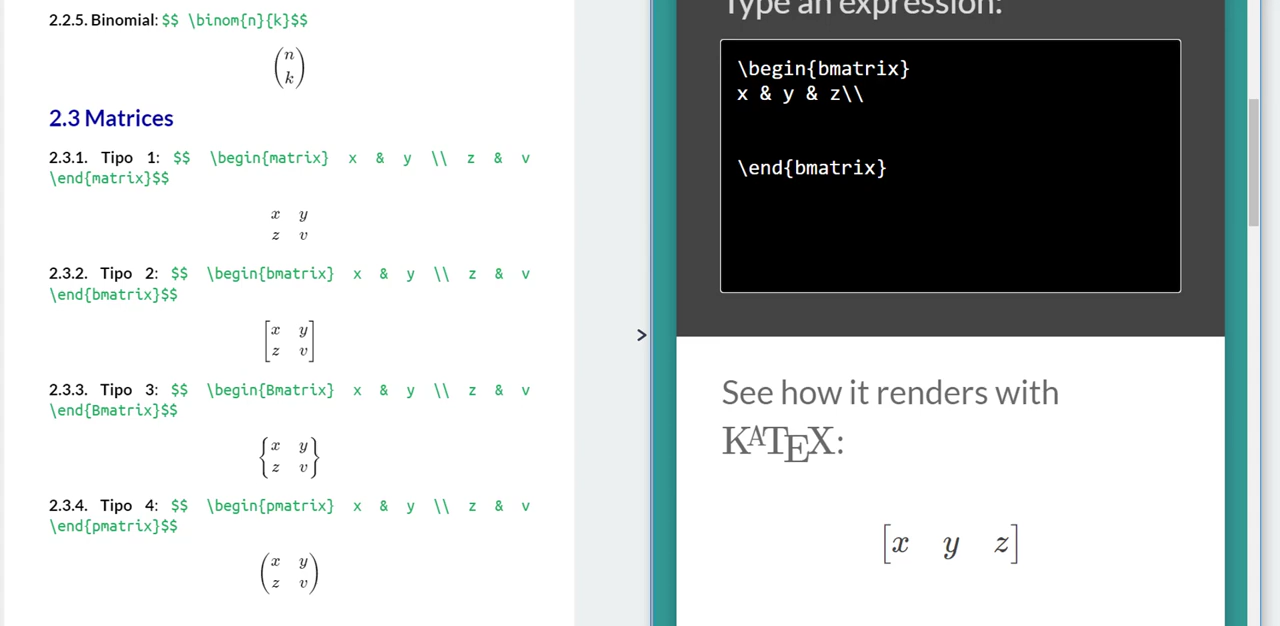 2.2.5. Binomial: $$ \binom{n}{k}$$
n
k
2.3 Matrices
2.3.1. Tipo 1: $$ \begin{matrix} x & y \\ z & v
\end{matrix}$$
x y
z v
2.3.2. Tipo 2: $$ \begin{bmatrix} x & y \\ z & v
\end{bmatrix}$$
[x y]
[z v]
2.3.3. Tipo 3: $$ \begin{Bmatrix} x & y \\ z & v
\end{Bmatrix}$$
{x y}
{z v}
2.3.4. Tipo 4: $$ \begin{pmatrix} x & y \\ z & v
\end{pmatrix}$$
(x y)
(z v)
>
Type an expression:
\begin{bmatrix}
x & y & z\\
\end{bmatrix}
See how it renders with
KATEX:
[x y z]